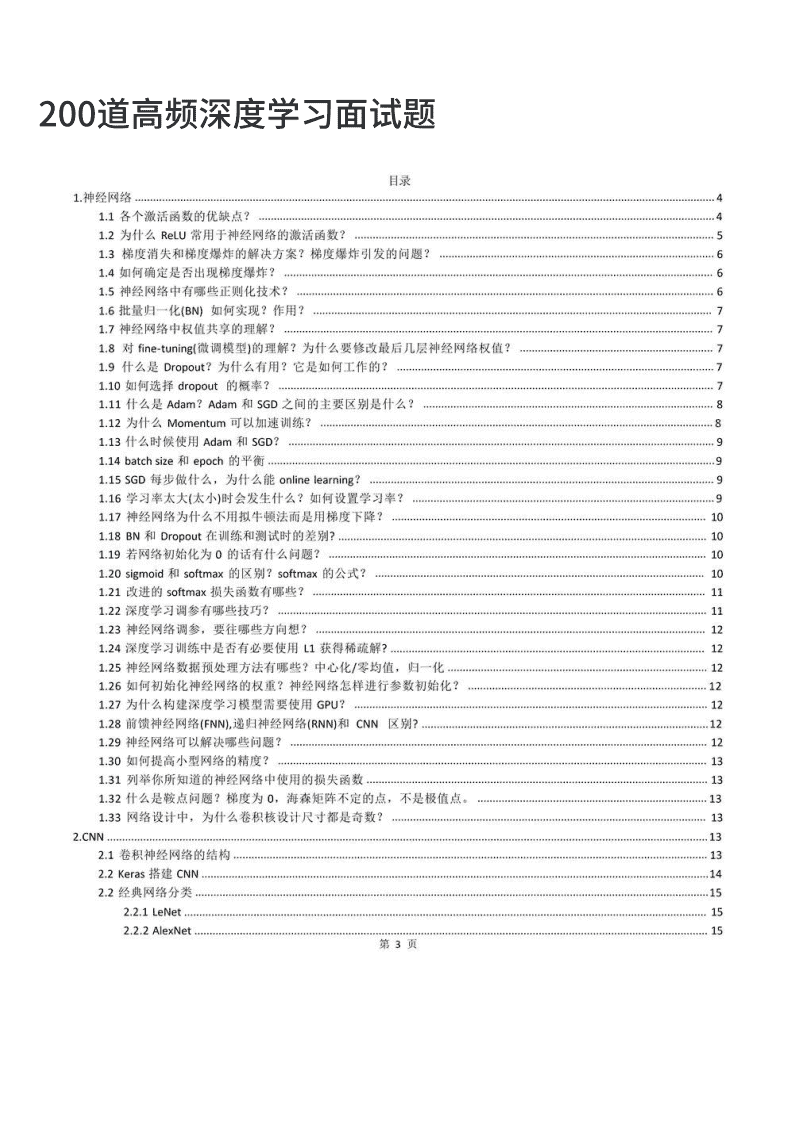 200道高频深度学习面试题
目录
1.神经网络 ........ 4
1.1 各个激活函数的优缺点？ ........ 4
1.2 为什么 ReLU 常用于神经网络的激活函数？ ........ 5
1.3 梯度消失和梯度爆炸的解决方案？梯度爆炸引发的问题？ ........ 6
1.4 如何确定是否出现梯度爆炸？ ........ 6
1.5 神经网络中有哪些正则化技术？ ........ 6
1.6 批量归一化(BN) 如何实现？作用？ ........ 7
1.7 神经网络中权值共享的理解？ ........ 7
1.8 对 fine-tuning(微调模型)的理解？为什么要修改最后几层神经网络权值？ ........ 7
1.9 什么是 Dropout？为什么有用？它是如何工作的？ ........ 7
1.10 如何选择 dropout 的概率？ ........ 7
1.11 什么是 Adam？Adam 和 SGD 之间的主要区别是什么？ ........ 8
1.12 为什么 Momentum 可以加速训练？ ........ 8
1.13 什么时候使用 Adam 和 SGD？ ........ 9
1.14 batch size 和 epoch 的平衡 ........ 9
1.15 SGD 每步做什么，为什么能 online learning？ ........ 9
1.16 学习率太大(太小)时会发生什么？如何设置学习率？ ........ 9
1.17 神经网络为什么不用拟牛顿法而是用梯度下降？ ........ 10
1.18 BN 和 Dropout 在训练和测试时的差别? ........ 10
1.19 若网络初始化为 0 的话有什么问题？ ........ 10
1.20 sigmoid 和 softmax 的区别？softmax 的公式？ ........ 10
1.21 改进的 softmax 损失函数有哪些？ ........ 11
1.22 深度学习调参有哪些技巧？ ........ 11
1.23 神经网络调参，要往哪些方向想？ ........ 12
1.24 深度学习训练中是否有必要使用 L1 获得稀疏解? ........ 12
1.25 神经网络数据预处理方法有哪些？中心化/零均值，归一化 ........ 12
1.26 如何初始化神经网络的权重？神经网络怎样进行参数初始化？ ........ 12
1.27 为什么构建深度学习模型需要使用 GPU？ ........ 12
1.28 前馈神经网络(FNN),递归神经网络(RNN)和 CNN 区别? ........ 12
1.29 神经网络可以解决哪些问题？ ........ 12
1.30 如何提高小型网络的精度？ ........ 13
1.31 列举你所知道的神经网络中使用的损失函数 ........ 13
1.32 什么是鞍点问题？梯度为 0，海森矩阵不定的点，不是极值点。 ........ 13
1.33 网络设计中，为什么卷积核设计尺寸都是奇数？ ........ 13
2.CNN ........ 13
2.1 卷积神经网络的结构 ........ 13
2.2 Keras 搭建 CNN ........ 14
2.2 经典网络分类 ........ 15
2.2.1 LeNet ........ 15
2.2.2 AlexNet ........ 15
第 3 页